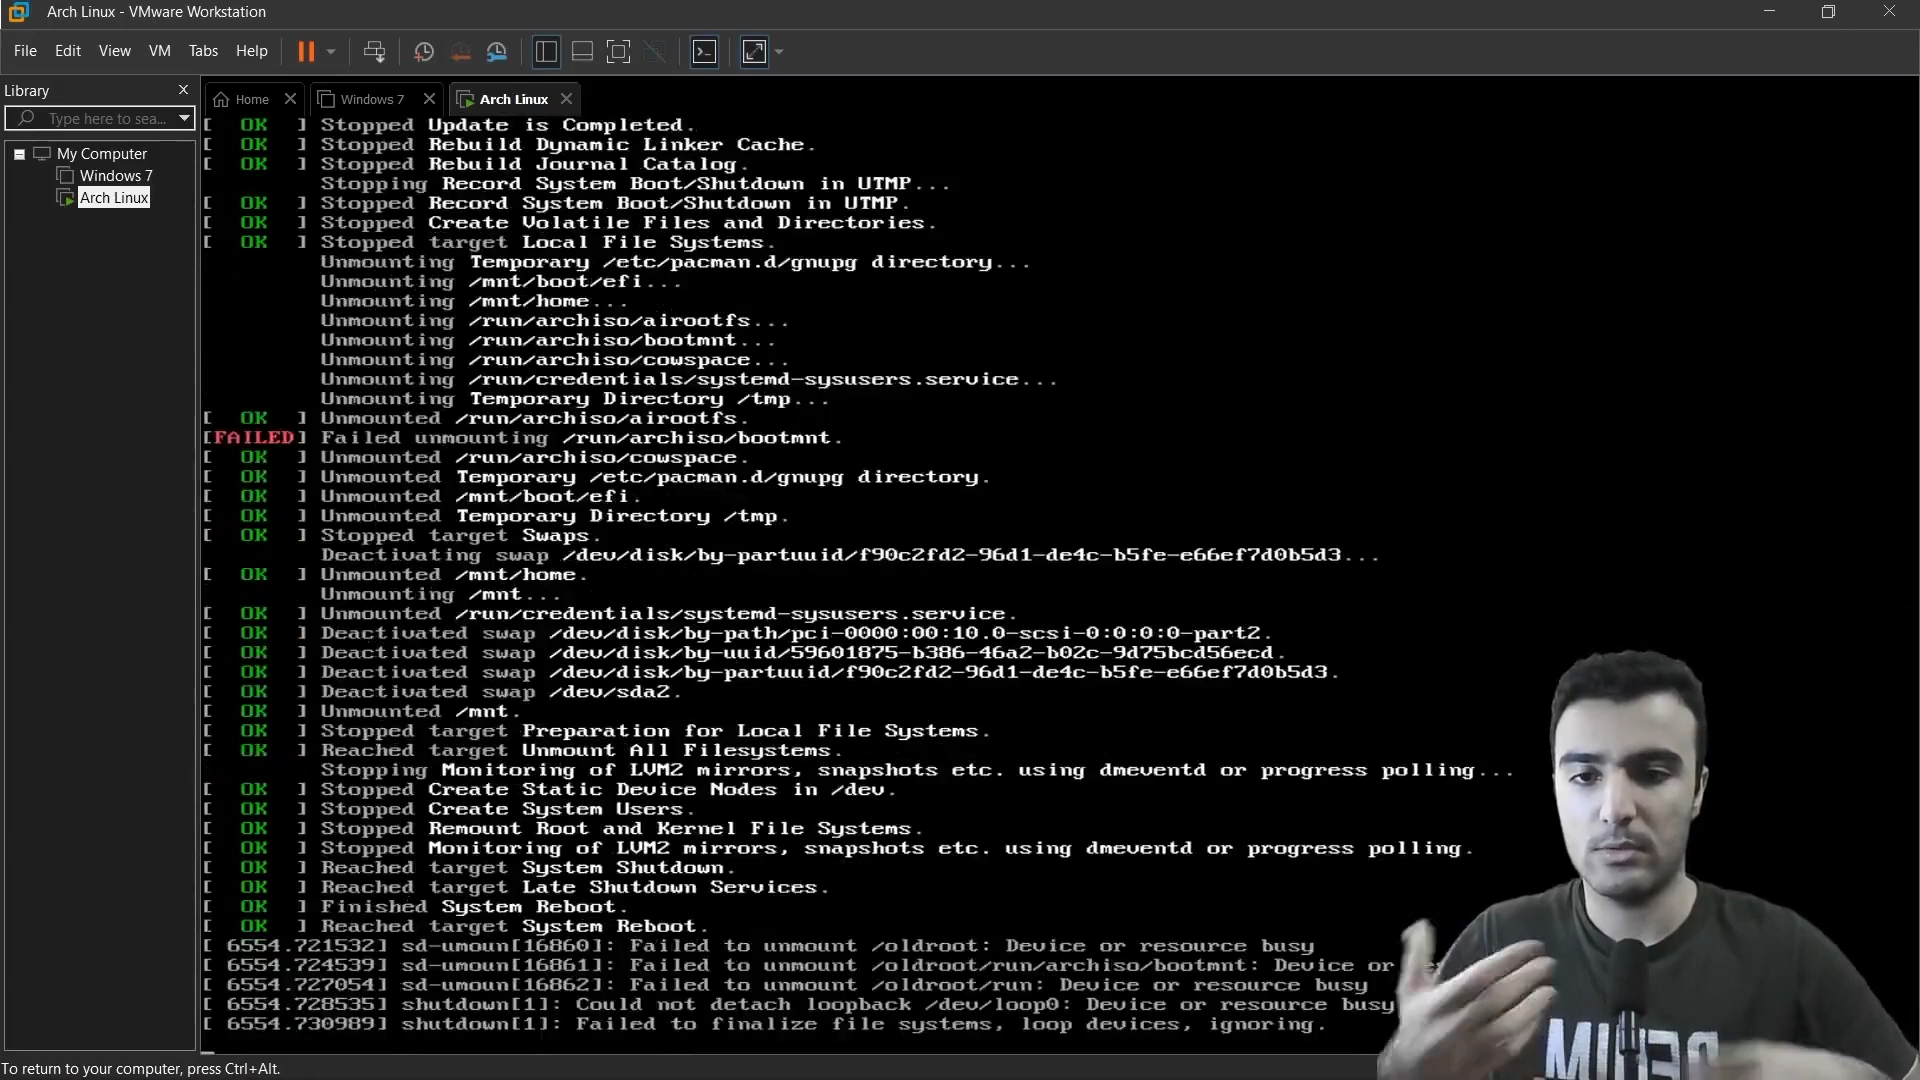 Arch Linux - VMware Workstation
File Edit View VM Tabs Help
Library
Type here to sea...
My Computer
Windows 7
Arch Linux
Home Windows 7 Arch Linux
[ OK ] Stopped Update is Completed.
[ OK ] Stopped Rebuild Dynamic Linker Cache.
[ OK ] Stopped Rebuild Journal Catalog.
Stopping Record System Boot/Shutdown in UTMP...
[ OK ] Stopped Record System Boot/Shutdown in UTMP.
[ OK ] Stopped Create Volatile Files and Directories.
[ OK ] Stopped target Local File Systems.
Unmounting Temporary /etc/pacman.d/gnupg directory...
Unmounting /mnt/boot/efi...
Unmounting /mnt/home...
Unmounting /run/archiso/airootfs...
Unmounting /run/archiso/bootmnt...
Unmounting /run/archiso/cowspace...
Unmounting /run/credentials/systemd-sysusers.service...
Unmounting Temporary Directory /tmp...
[ OK ] Unmounted /run/archiso/airootfs.
[FAILED] Failed unmounting /run/archiso/bootmnt.
[ OK ] Unmounted /run/archiso/cowspace.
[ OK ] Unmounted Temporary /etc/pacman.d/gnupg directory.
[ OK ] Unmounted /mnt/boot/efi.
[ OK ] Unmounted Temporary Directory /tmp.
[ OK ] Stopped target Swaps.
Deactivating swap /dev/disk/by-partuuid/f90c2fd2-96d1-de4c-b5fe-e66ef7d0b5d3...
[ OK ] Unmounted /mnt/home.
Unmounting /mnt...
[ OK ] Unmounted /run/credentials/systemd-sysusers.service.
[ OK ] Deactivated swap /dev/disk/by-path/pci-0000:00:10.0-scsi-0:0:0:0-part2.
[ OK ] Deactivated swap /dev/disk/by-uuid/59601875-b386-46a2-b02c-9d75bcd56ecd.
[ OK ] Deactivated swap /dev/disk/by-partuuid/f90c2fd2-96d1-de4c-b5fe-e66ef7d0b5d3.
[ OK ] Deactivated swap /dev/sda2.
[ OK ] Unmounted /mnt.
[ OK ] Stopped target Preparation for Local File Systems.
[ OK ] Reached target Unmount All Filesystems.
Stopping Monitoring of LVM2 mirrors, snapshots etc. using dmeventd or progress polling...
[ OK ] Stopped Create Static Device Nodes in /dev.
[ OK ] Stopped Create System Users.
[ OK ] Stopped Remount Root and Kernel File Systems.
[ OK ] Stopped Monitoring of LVM2 mirrors, snapshots etc. using dmeventd or progress polling.
[ OK ] Reached target System Shutdown.
[ OK ] Reached target Late Shutdown Services.
[ OK ] Finished System Reboot.
[ OK ] Reached target System Reboot.
[ 6554.721532] sd-umoun[16860]: Failed to unmount /oldroot: Device or resource busy
[ 6554.724539] sd-umoun[16861]: Failed to unmount /oldroot/run/archiso/bootmnt: Device or
[ 6554.727054] sd-umoun[16862]: Failed to unmount /oldroot/run: Device or resource busy
[ 6554.728535] shutdown[1]: Could not detach loopback /dev/loop0: Device or resource busy
[ 6554.730989] shutdown[1]: Failed to finalize file systems, loop devices, ignoring.
To return to your computer, press Ctrl+Alt.